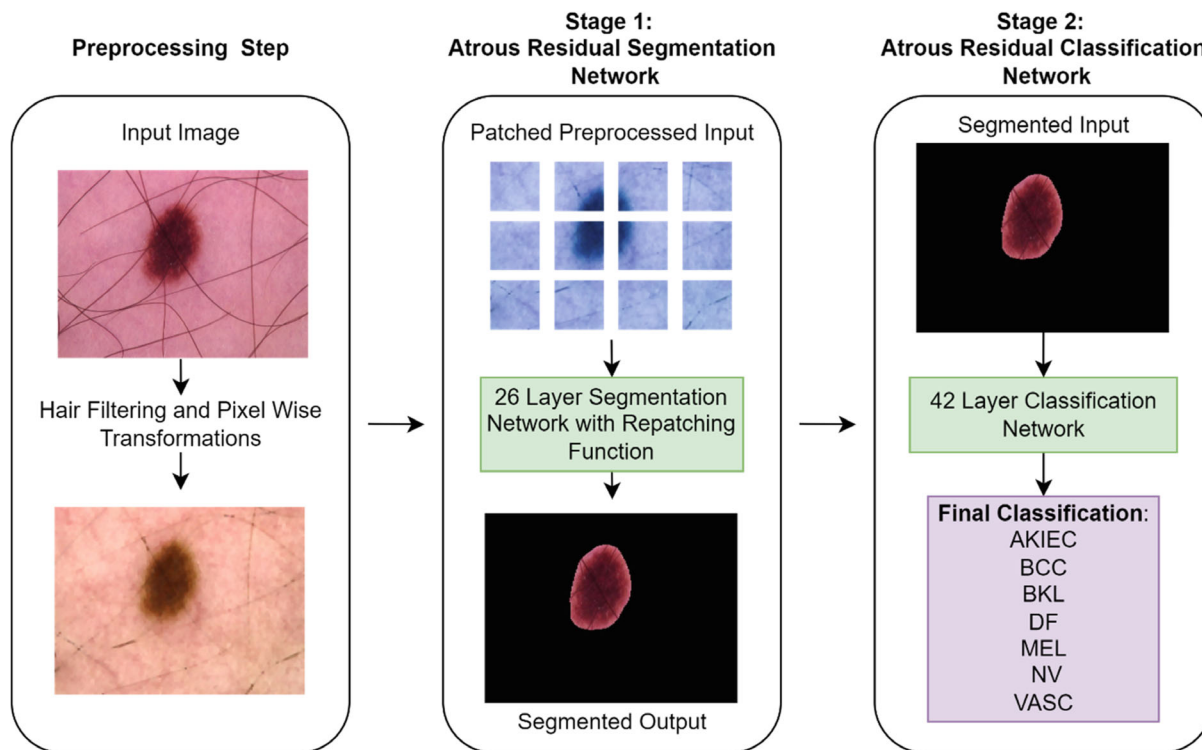 Preprocessing Step
Input Image
Hair Filtering and Pixel Wise
Transformations
Stage 1:
Atrous Residual Segmentation
Network
Patched Preprocessed Input
26 Layer Segmentation
Network with Repatching
Function
Segmented Output
Stage 2:
Atrous Residual Classification
Network
Segmented Input
42 Layer Classification
Network
Final Classification:
AKIEC
BCC
BKL
DF
MEL
NV
VASC